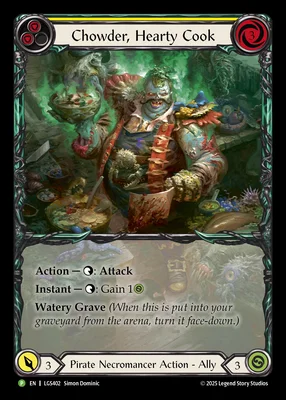 Chowder, Hearty Cook
Action — : Attack
Instant — : Gain 1
Watery Grave (When this is put into your
graveyard from the arena, turn it face-down.)
3 Pirate Necromancer Action - Ally 3
P EN | LGS402 Simon Dominic © 2025 Legend Story Studios